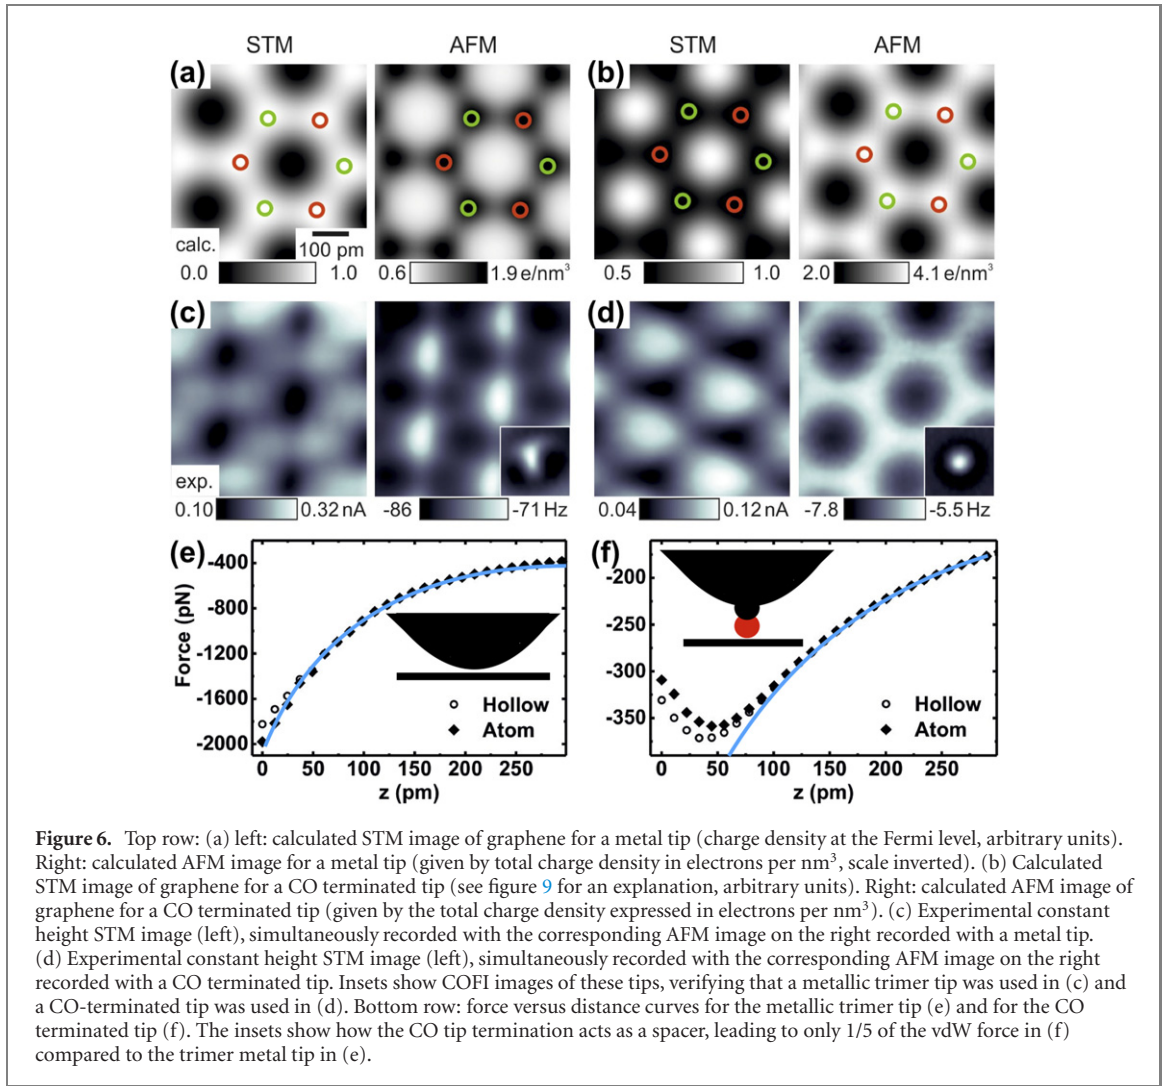 STM AFM STM AFM
(a) (b)
calc. 100 pm
0.0 1.0 0.6 1.9 e/nm³ 0.5 1.0 2.0 4.1 e/nm³
(c) (d)
exp.
0.10 0.32 nA -86 -71 Hz 0.04 0.12 nA -7.8 -5.5 Hz
(e) (f)
Force (pN)
-400
-800
-1200
-1600
-2000
Hollow
Atom
0 50 100 150 200 250
z (pm)
-200
-250
-300
-350
Hollow
Atom
0 50 100 150 200 250
z (pm)
Figure 6. Top row: (a) left: calculated STM image of graphene for a metal tip (charge density at the Fermi level, arbitrary units).
Right: calculated AFM image for a metal tip (given by total charge density in electrons per nm³, scale inverted). (b) Calculated
STM image of graphene for a CO terminated tip (see figure 9 for an explanation, arbitrary units). Right: calculated AFM image of
graphene for a CO terminated tip (given by the total charge density expressed in electrons per nm³). (c) Experimental constant
height STM image (left), simultaneously recorded with the corresponding AFM image on the right recorded with a metal tip.
(d) Experimental constant height STM image (left), simultaneously recorded with the corresponding AFM image on the right
recorded with a CO terminated tip. Insets show COFI images of these tips, verifying that a metallic trimer tip was used in (c) and
a CO-terminated tip was used in (d). Bottom row: force versus distance curves for the metallic trimer tip (e) and for the CO
terminated tip (f). The insets show how the CO tip termination acts as a spacer, leading to only 1/5 of the vdW force in (f)
compared to the trimer metal tip in (e).